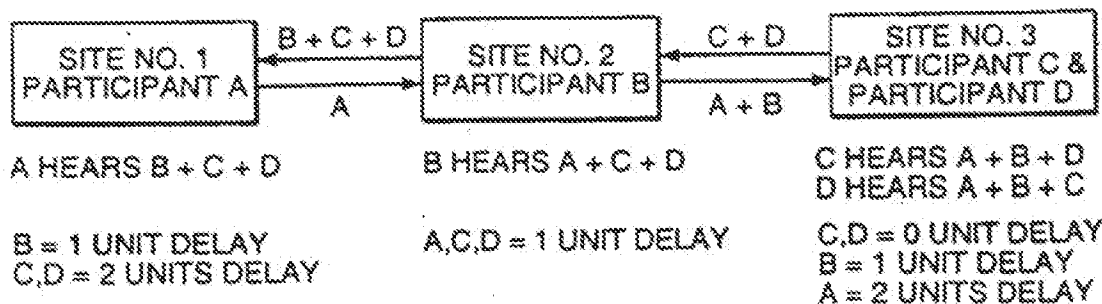 SITE NO. 1
PARTICIPANT A
B + C + D
A
SITE NO. 2
PARTICIPANT B
C + D
A + B
SITE NO. 3
PARTICIPANT C &
PARTICIPANT D
A HEARS B + C + D
B = 1 UNIT DELAY
C,D = 2 UNITS DELAY
B HEARS A + C + D
A,C,D = 1 UNIT DELAY
C HEARS A + B + D
D HEARS A + B + C
C,D = 0 UNIT DELAY
B = 1 UNIT DELAY
A = 2 UNITS DELAY